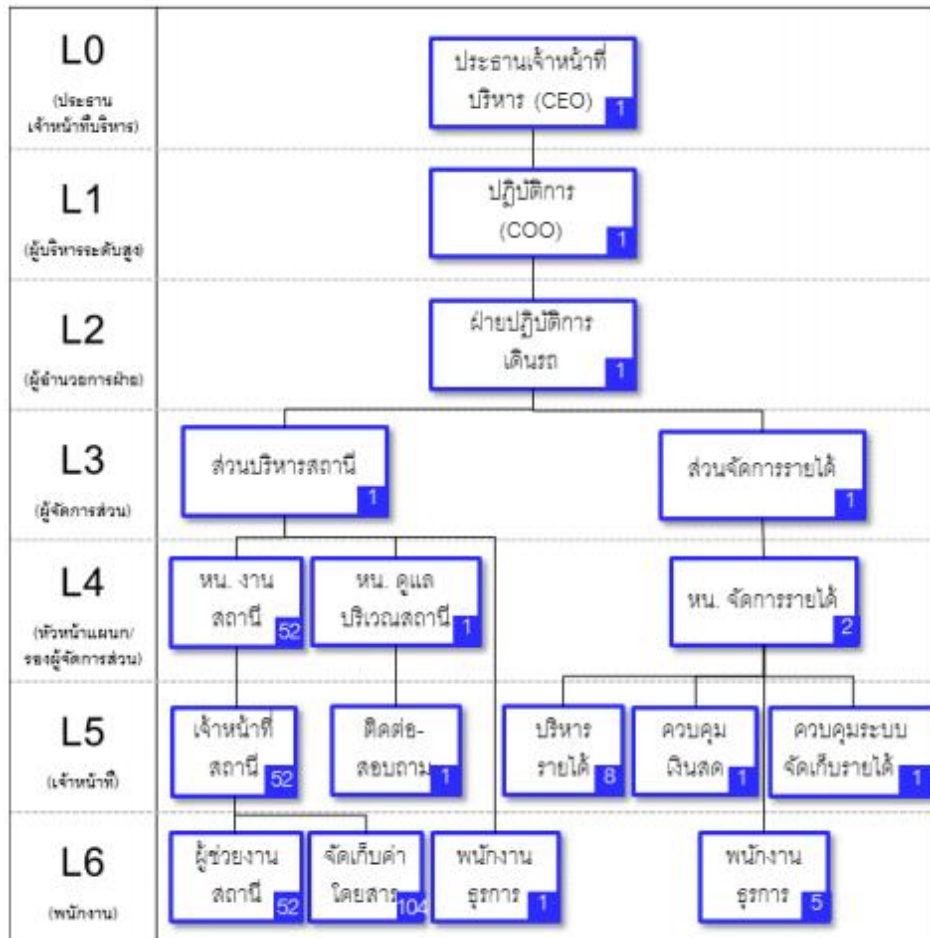 L0
(ประธาน
เจ้าหน้าที่บริหาร)
ประธานเจ้าหน้าที่
บริหาร (CEO)
1
L1
(ผู้บริหารระดับสูง)
ปฏิบัติการ
(COO)
1
L2
(ผู้อำนวยการฝ่าย)
ฝ่ายปฏิบัติการ
เดินรถ
1
L3
(ผู้จัดการส่วน)
ส่วนบริหารสถานี
1
ส่วนจัดการรายได้
1
L4
(หัวหน้าแผนก/
รองผู้จัดการส่วน)
หน. งาน
สถานี
52
หน. ดูแล
บริเวณสถานี
1
หน. จัดการรายได้
2
L5
(เจ้าหน้าที่)
เจ้าหน้าที่
สถานี
52
ติดต่อ-
สอบถาม
1
บริหาร
รายได้
8
ควบคุม
เงินสด
1
ควบคุมระบบ
จัดเก็บรายได้
1
L6
(พนักงาน)
ผู้ช่วยงาน
สถานี
52
จัดเก็บค่า
โดยสาร
104
พนักงาน
ธุรการ
1
พนักงาน
ธุรการ
5